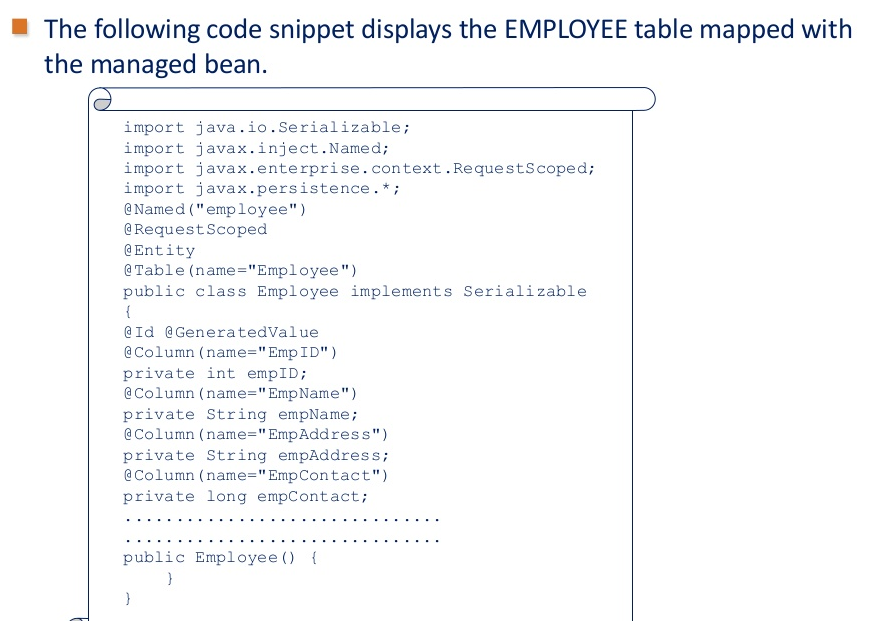 The following code snippet displays the EMPLOYEE table mapped with
the managed bean.
import java.io.Serializable;
import javax.inject.Named;
import javax.enterprise.context.RequestScoped;
import javax.persistence.*;
@Named("employee")
@RequestScoped
@Entity
@Table(name="Employee")
public class Employee implements Serializable
{
@Id @GeneratedValue
@Column(name="EmpID")
private int empID;
@Column(name="EmpName")
private String empName;
@Column(name="EmpAddress")
private String empAddress;
@Column(name="EmpContact")
private long empContact;
...............................
...............................
public Employee() {
    }
}